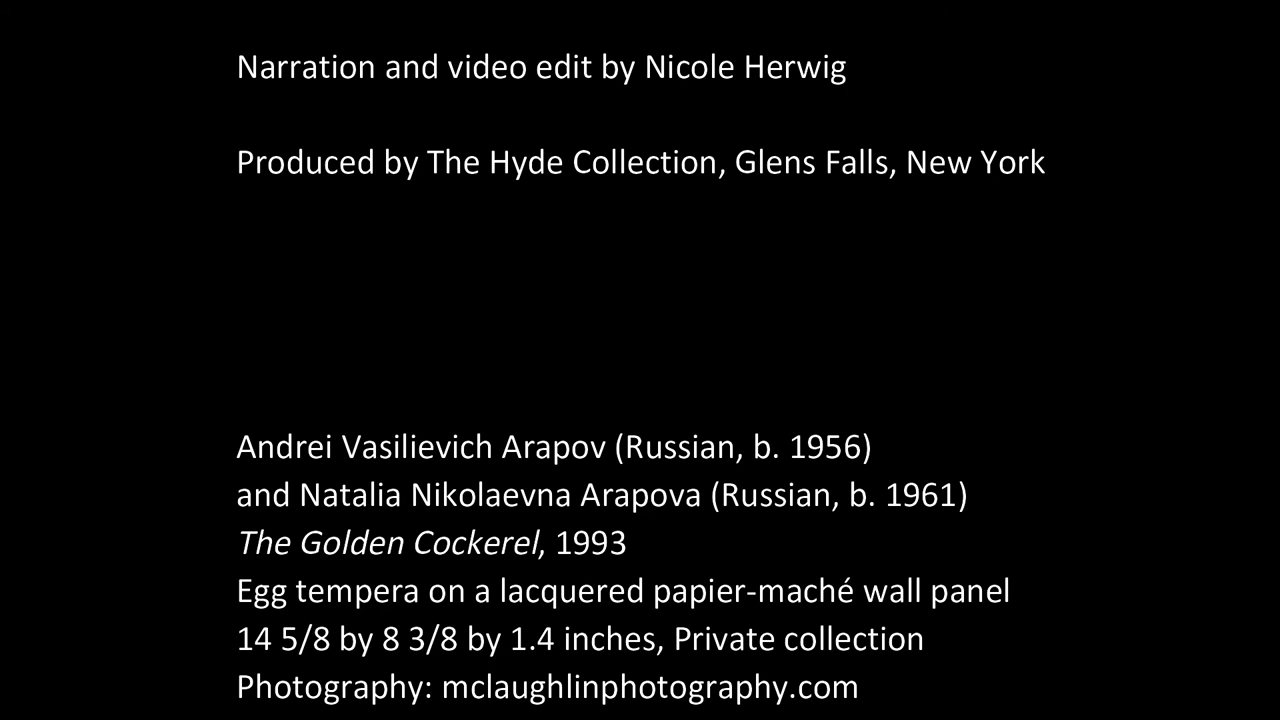 Narration and video edit by Nicole Herwig
Produced by The Hyde Collection, Glens Falls, New York
Andrei Vasilievich Arapov (Russian, b. 1956)
and Natalia Nikolaevna Arapova (Russian, b. 1961)
The Golden Cockerel, 1993
Egg tempera on a lacquered papier-maché wall panel
14 5/8 by 8 3/8 by 1.4 inches, Private collection
Photography: mclaughlinphotography.com